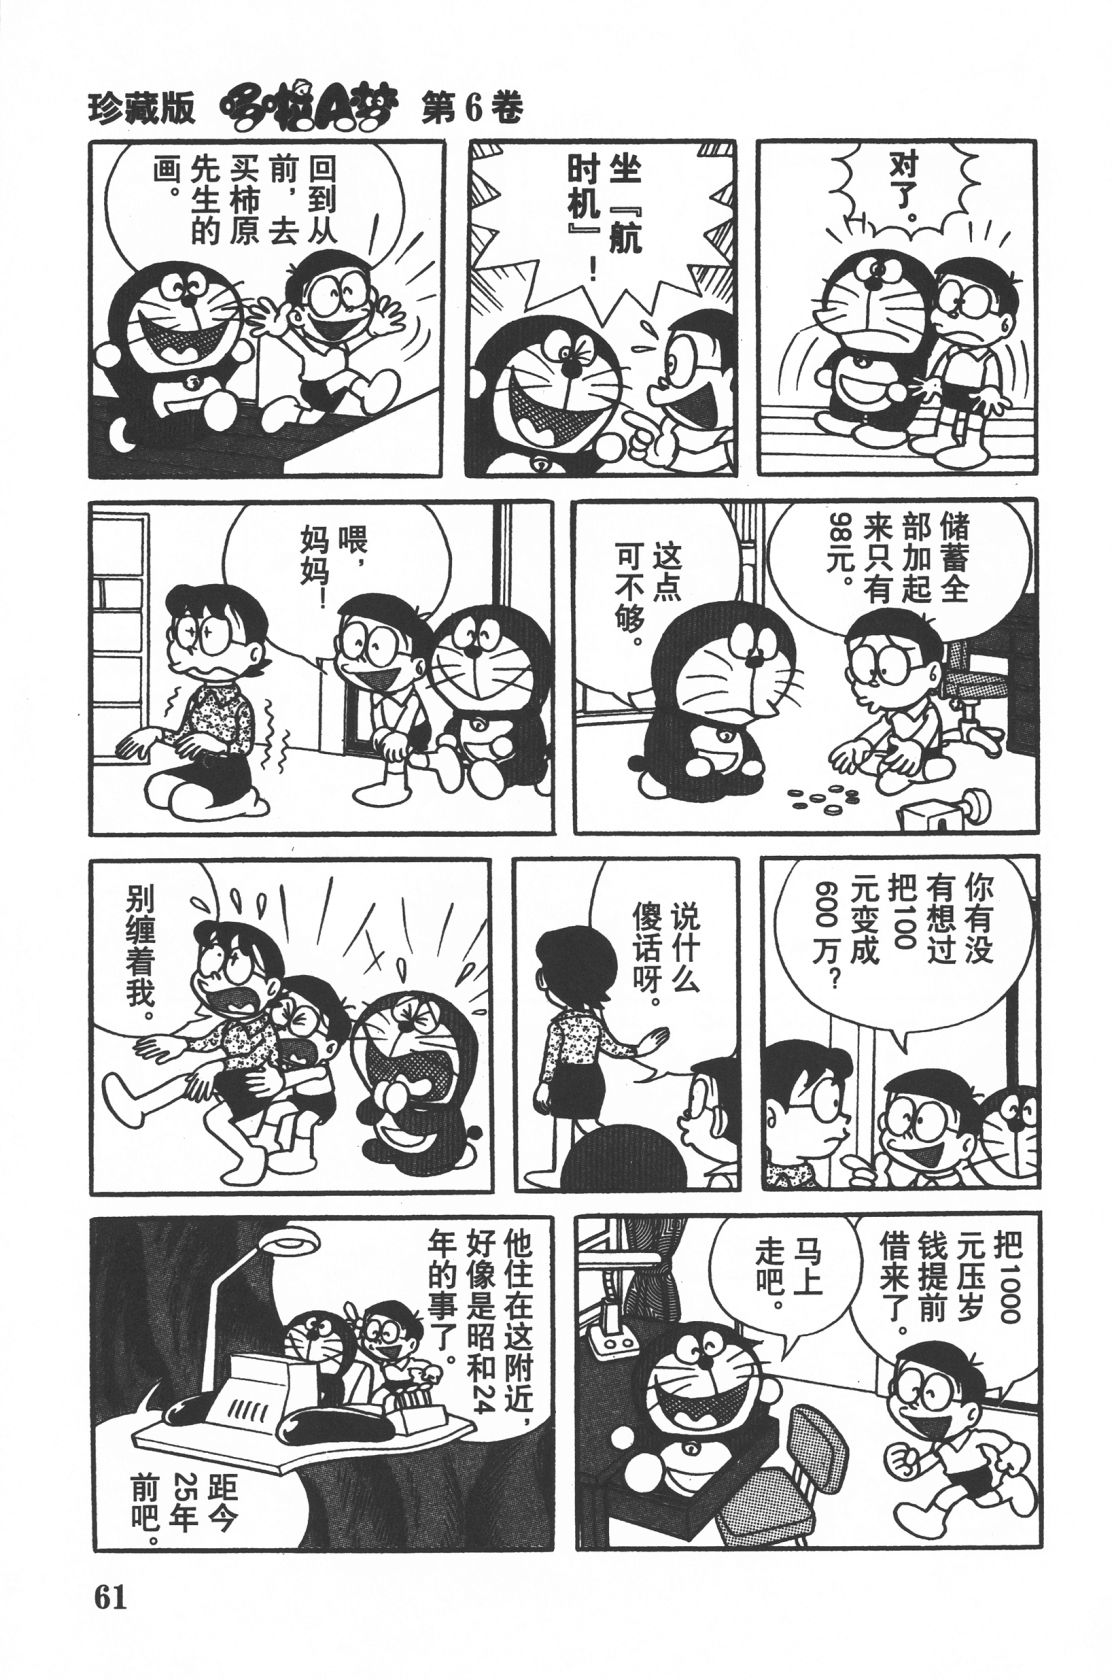 珍藏版 哆啦A梦 第6卷
对了。
坐『航
时机』!
回到从
前，去
买柿原
先生的
画。
储蓄全
部加起
来只有
98元。
这点
可不够。
喂，
妈妈!
你有没
有想过
把100
元变成
600万?
说什么
傻话呀。
别缠着我。
把1000
元压岁
钱提前
借来了。
马上
走吧。
他住在这附近，
好像是昭和24
年的事了。
距今
25年
前吧。
61